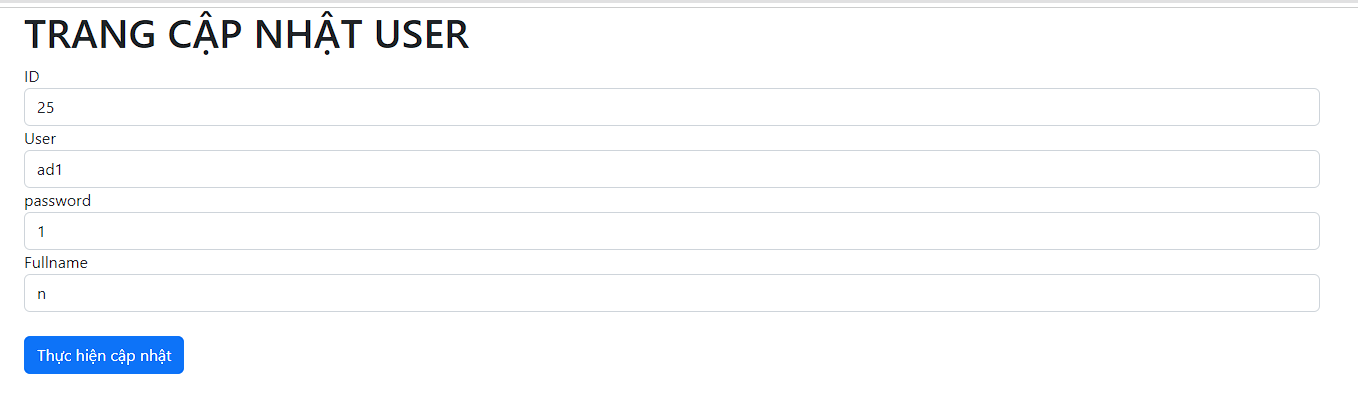 TRANG CẬP NHẬT USER
ID
25
User
ad1
password
1
Fullname
n
Thực hiện cập nhật